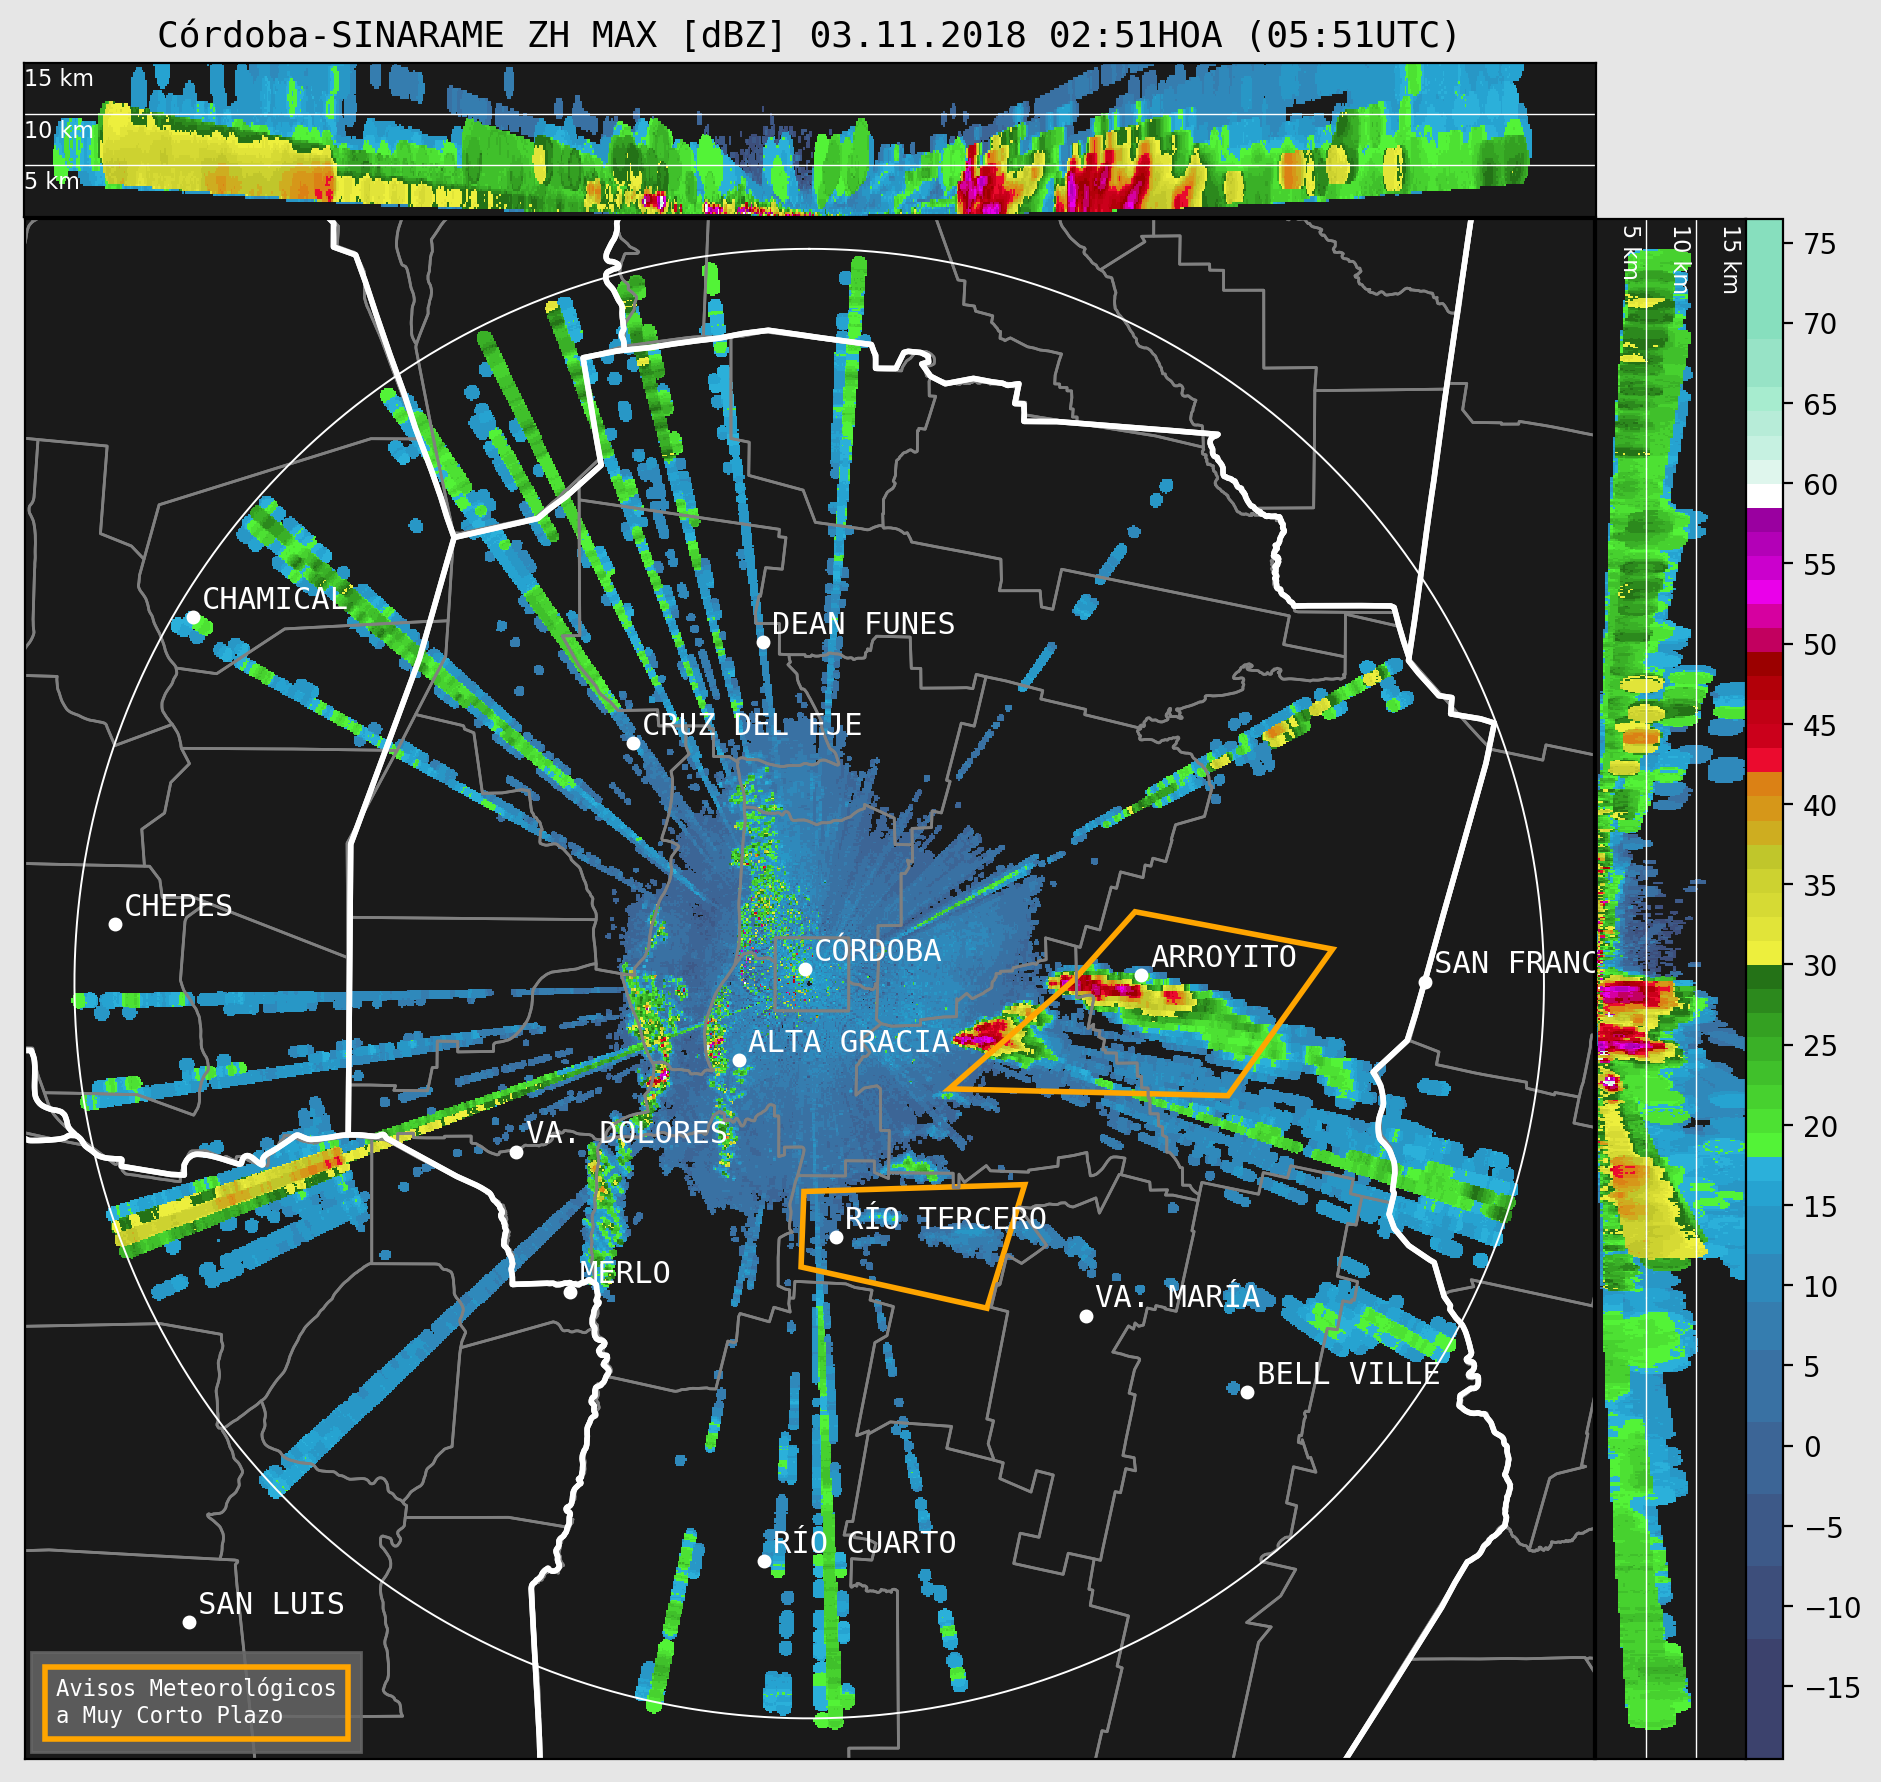 Córdoba-SINARAME ZH MAX [dBZ] 03.11.2018 02:51HOA (05:51UTC)
15 km
10 km
5 km
5 km
10 km
15 km
75
70
65
60
55
50
45
40
35
30
25
20
15
10
5
0
−5
−10
−15
CHAMICAL
DEAN FUNES
CRUZ DEL EJE
CHEPES
CÓRDOBA
ARROYITO
SAN FRANC
ALTA GRACIA
VA. DOLORES
RÍO TERCERO
MERLO
VA. MARÍA
BELL VILLE
RÍO CUARTO
SAN LUIS
Avisos Meteorológicos
a Muy Corto Plazo